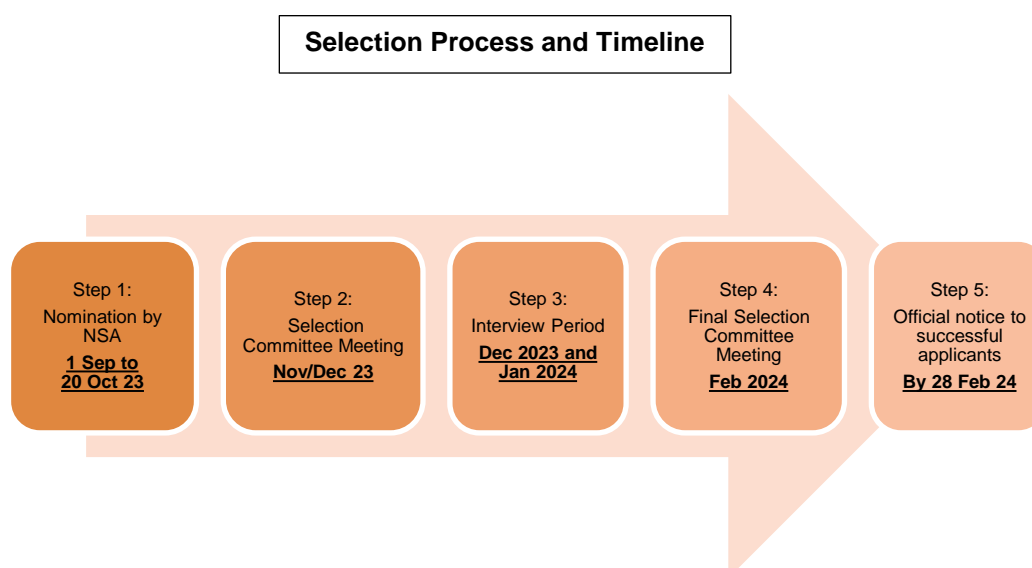 Selection Process and Timeline
Step 1:
Nomination by
NSA
1 Sep to
20 Oct 23
Step 2:
Selection
Committee Meeting
Nov/Dec 23
Step 3:
Interview Period
Dec 2023 and
Jan 2024
Step 4:
Final Selection
Committee
Meeting
Feb 2024
Step 5:
Official notice to
successful
applicants
By 28 Feb 24